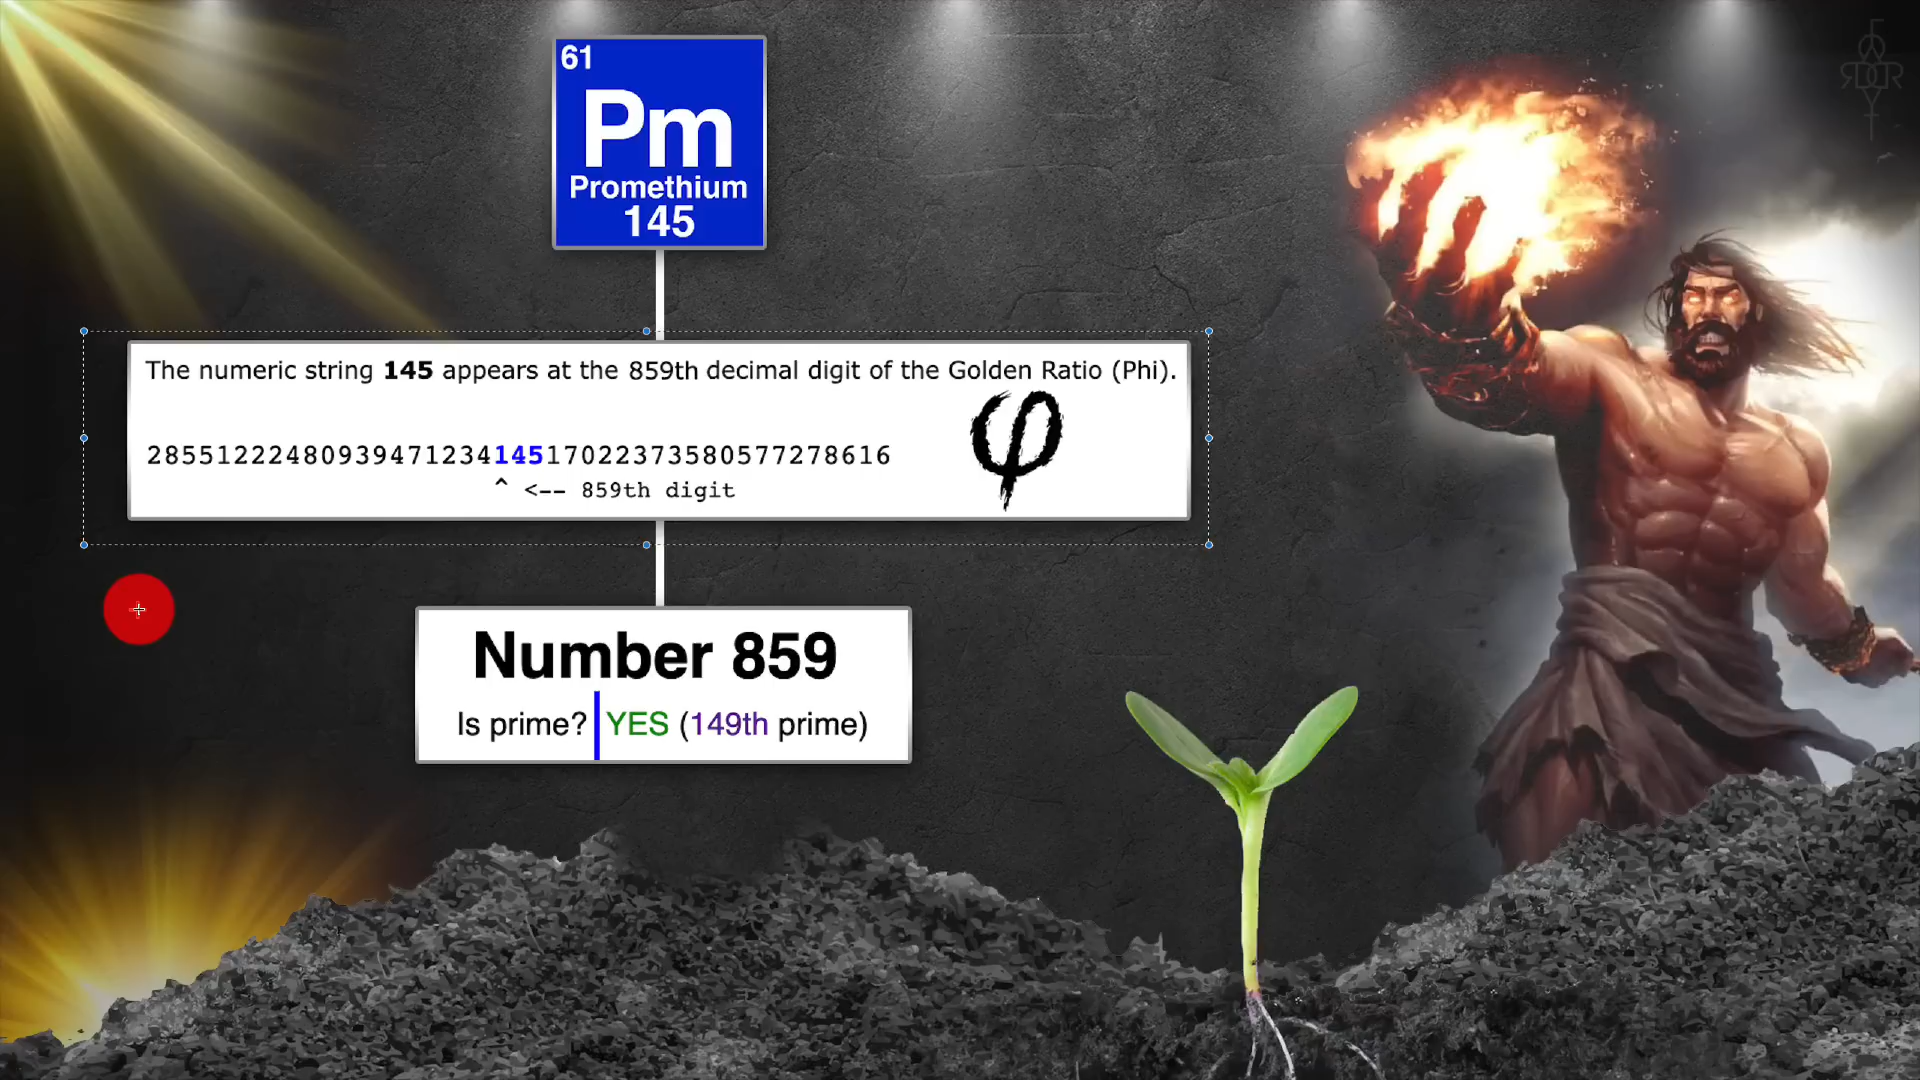 61
Pm
Promethium
145
The numeric string 145 appears at the 859th decimal digit of the Golden Ratio (Phi).
φ
2855122248093947123414517022373580577278616
^ <-- 859th digit
Number 859
Is prime? YES (149th prime)